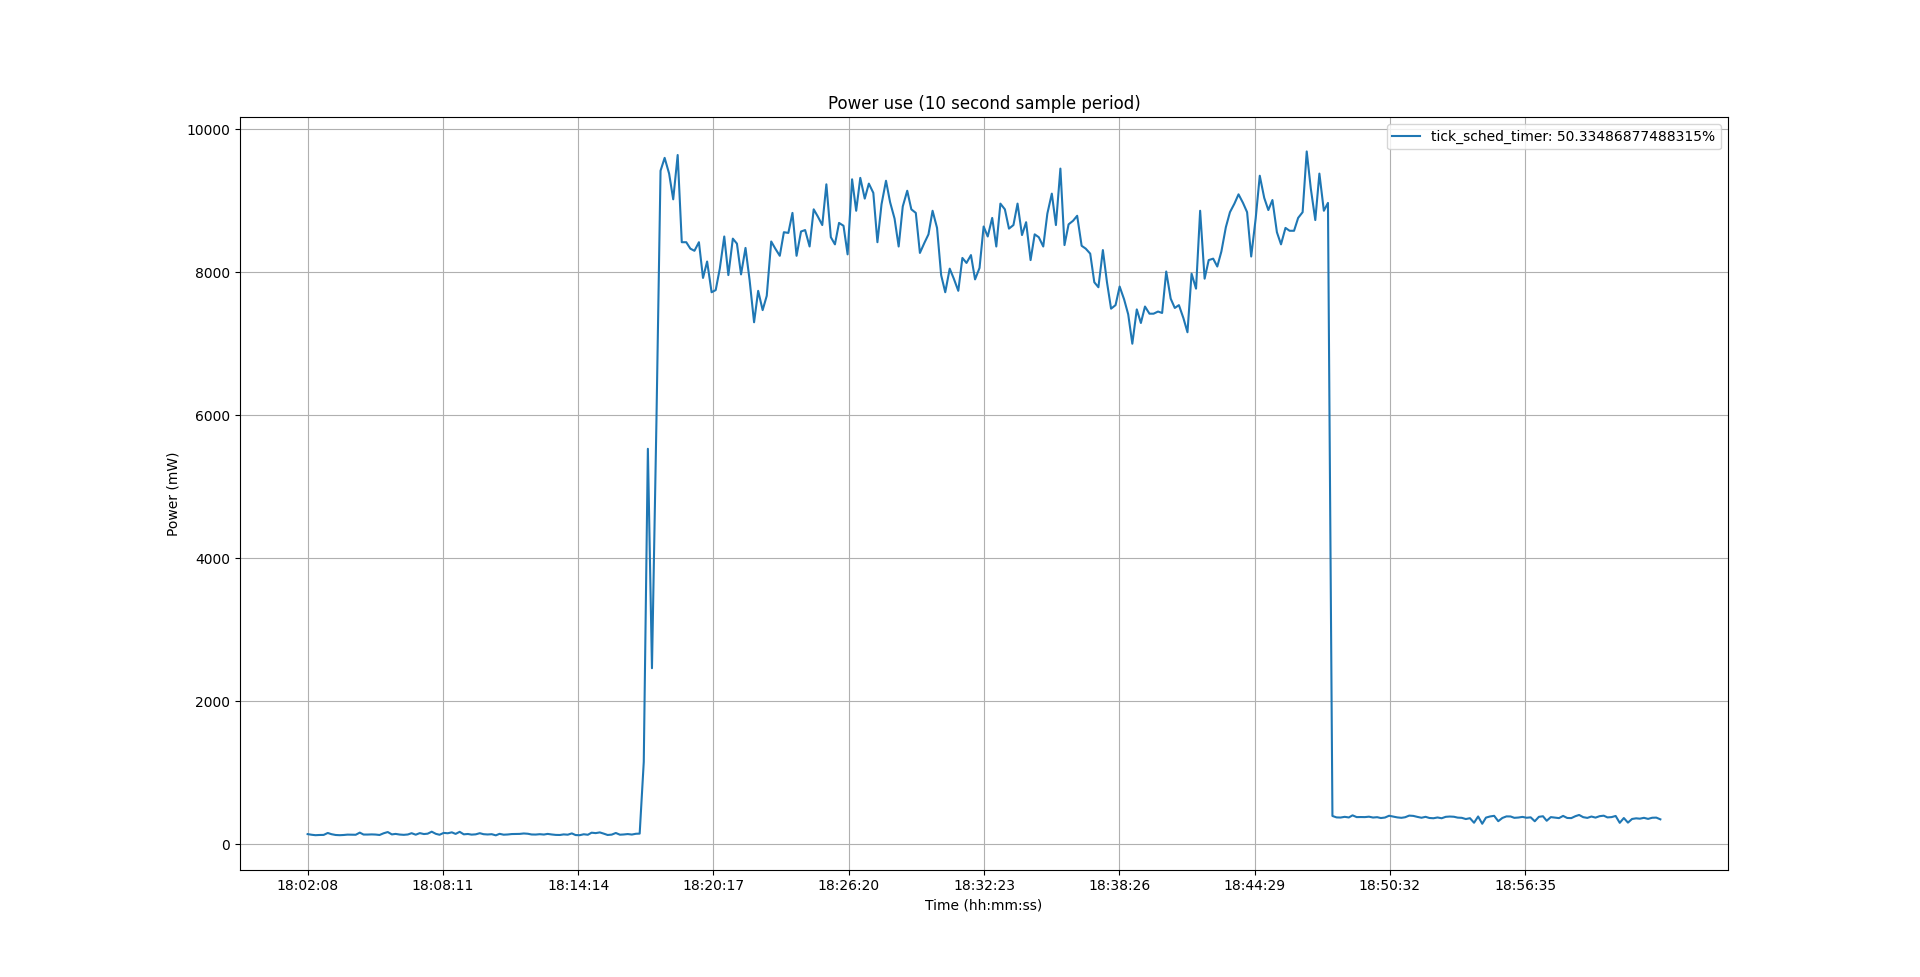 Power use (10 second sample period)
tick_sched_timer: 50.33486877488315%
10000
8000
6000
4000
2000
0
Power (mW)
18:02:08 18:08:11 18:14:14 18:20:17 18:26:20 18:32:23 18:38:26 18:44:29 18:50:32 18:56:35
Time (hh:mm:ss)